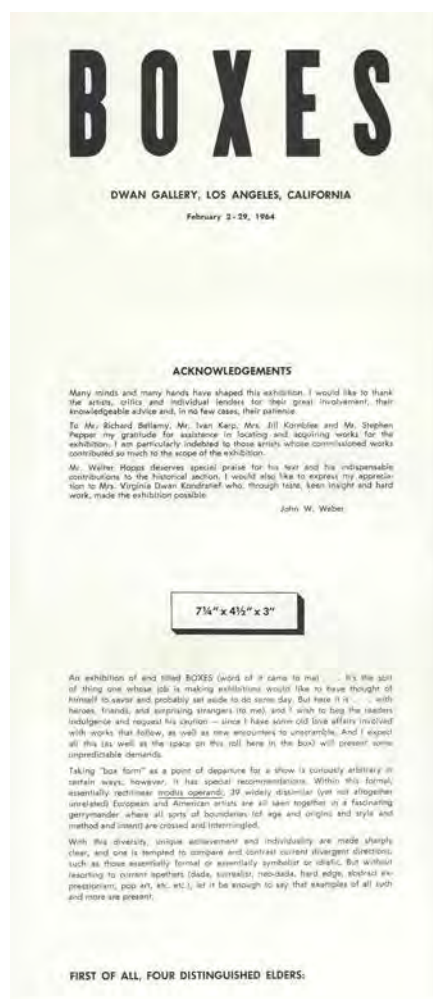 BOXES
DWAN GALLERY, LOS ANGELES, CALIFORNIA
February 2-29, 1964
ACKNOWLEDGEMENTS
Many minds and many hands have shaped this exhibition. I would like to thank
the artists, critics and individual lenders for their great involvement, their
knowledgeable advice and, in no few cases, their patience.
To Mr. Richard Bellamy, Mr. Ivan Karp, Mrs. Jill Kornblee and Mr. Stephen
Pepper my gratitude for assistance in locating and acquiring works for the
exhibition. I am particularly indebted to those artists whose commissioned works
contributed so much to the scope of the exhibition.
Mr. Walter Hopps deserves special praise for his text and his indispensable
contributions to the historical section. I would also like to express my apprecia-
tion to Mrs. Virginia Dwan Kondratief who, through taste, keen insight and hard
work, made the exhibition possible.
John W. Weber
7¼" x 4½" x 3"
An exhibition of and titled BOXES (word of it came to me) . . . It's the sort
of thing one whose job is making exhibitions would like to have thought of
himself to savor and probably set aside to do some day. But here it is . . . with
heroes, friends, and surprising strangers (to me), and I wish to beg the readers
indulgence and request his caution — since I have some old love affairs involved
with works that follow, as well as new encounters to unscramble. And I expect
all this (as well as the space on this roll here in the box) will present some
unpredictable demands.
Taking "box form" as a point of departure for a show is curiously arbitrary in
certain ways; however, it has special recommendations. Within this formal,
essentially rectilinear modus operandi, 39 widely dissimilar (yet not altogether
unrelated) European and American artists are all seen together in a fascinating
gerrymander where all sorts of boundaries (of age and origins and style and
method and intent) are crossed and intermingled.
With this diversity, unique achievement and individuality are made sharply
clear, and one is tempted to compare and contrast current divergent directions,
such as those essentially formal or essentially symbolist or idiotic. But without
resorting to current epethets (dada, surrealist, neo-dada, hard edge, abstract ex-
pressionism, pop art, etc. etc.), let it be enough to say that examples of all such
and more are present.
FIRST OF ALL, FOUR DISTINGUISHED ELDERS: